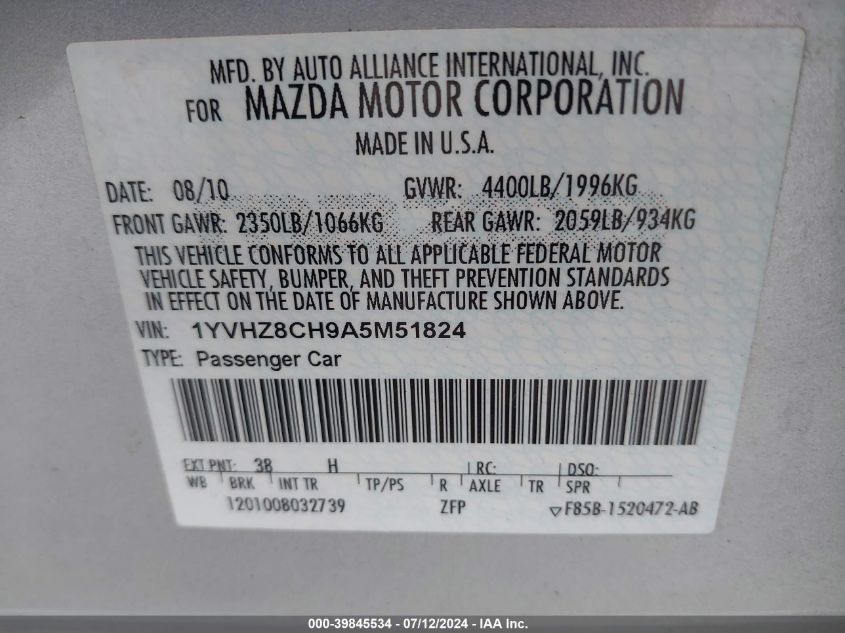 MFD. BY AUTO ALLIANCE INTERNATIONAL, INC.
FOR MAZDA MOTOR CORPORATION
MADE IN U.S.A.
DATE: 08/10 GVWR: 4400LB/1996KG
FRONT GAWR: 2350LB/1066KG REAR GAWR: 2059LB/934KG
THIS VEHICLE CONFORMS TO ALL APPLICABLE FEDERAL MOTOR
VEHICLE SAFETY, BUMPER, AND THEFT PREVENTION STANDARDS
IN EFFECT ON THE DATE OF MANUFACTURE SHOWN ABOVE.
VIN: 1YVHZ8CH9A5M51824
TYPE: Passenger Car
EXT PNT: 38 H RC: DSO:
WB BRK INT TR TP/PS R AXLE TR SPR
1201008032739 ZFP ▽F85B-1520472-AB
000-39845534 - 07/12/2024 - IAA Inc.